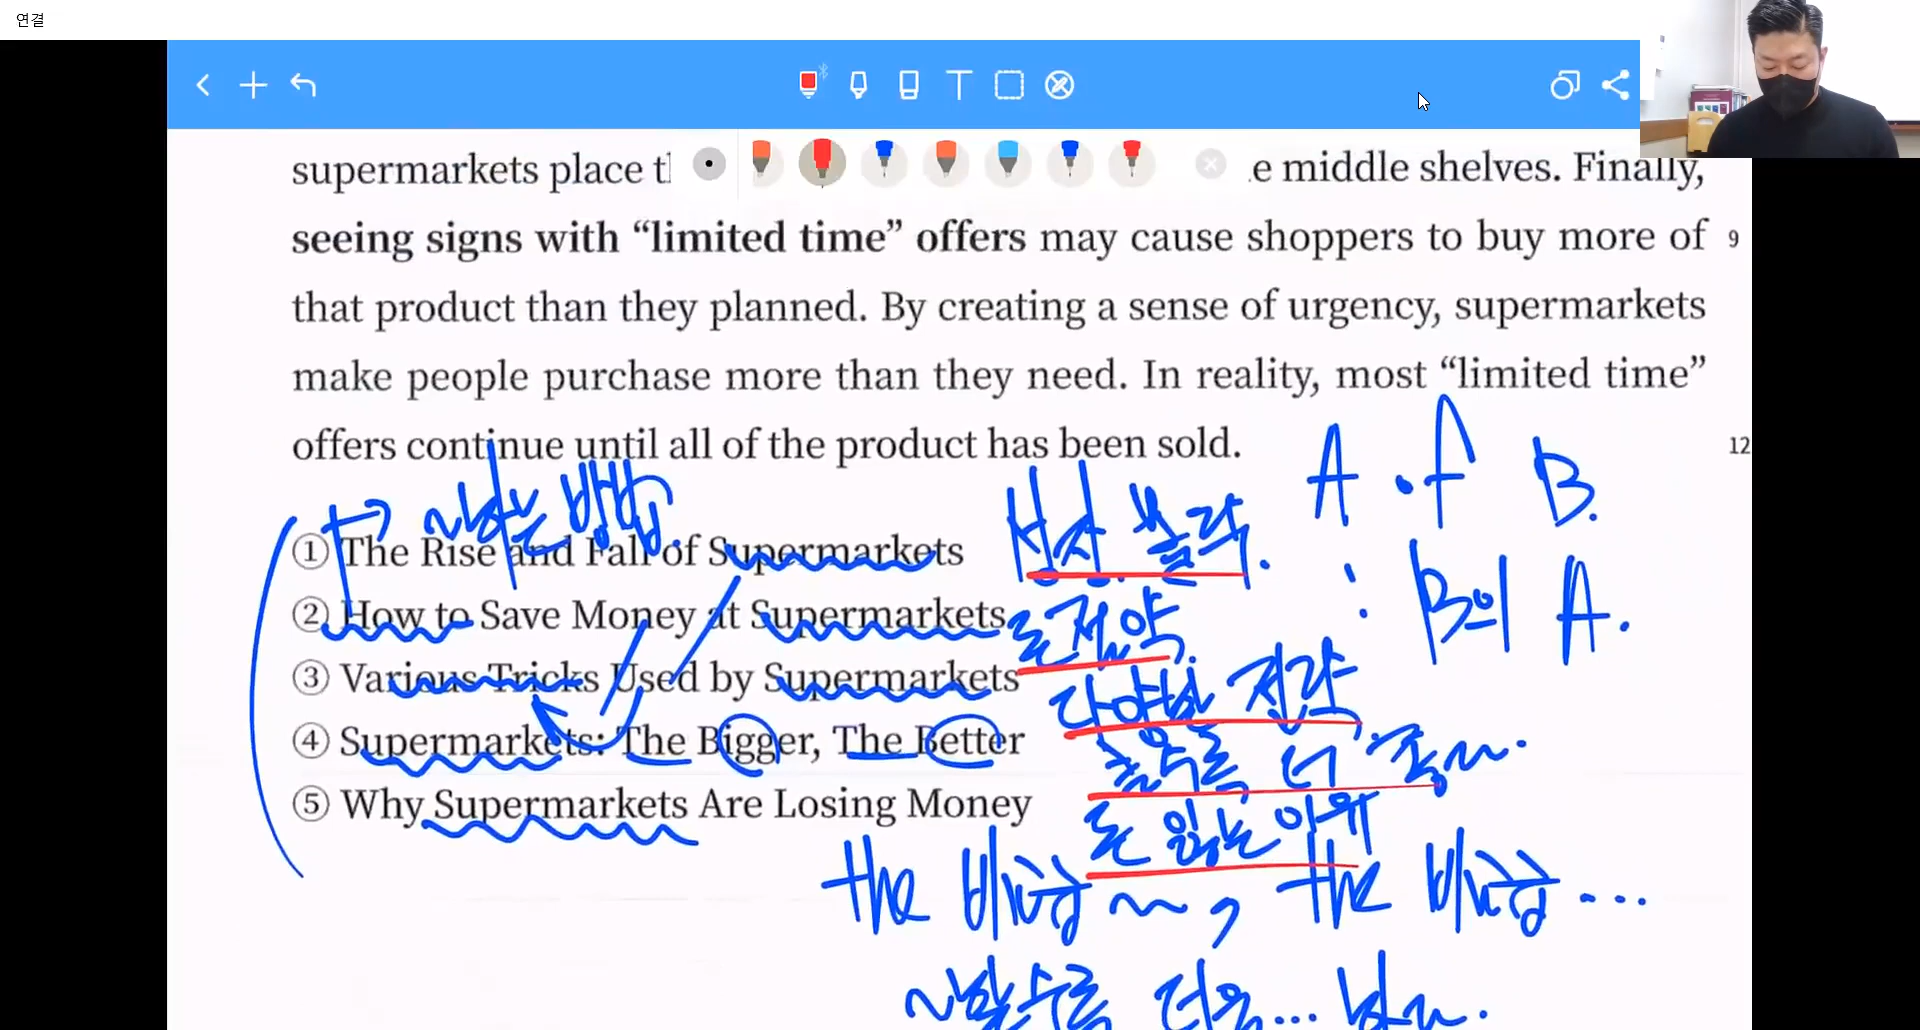 연결
supermarkets place e middle shelves. Finally,
seeing signs with “limited time” offers may cause shoppers to buy more of 9
that product than they planned. By creating a sense of urgency, supermarkets
make people purchase more than they need. In reality, most “limited time”
offers continue until all of the product has been sold. 12
A of B.
: B의 A.
~하는 방법.
① The Rise and Fall of Supermarkets
성장 몰락.
② How to Save Money at Supermarkets
돈 절약.
③ Various Tricks Used by Supermarkets
다양한 전략
④ Supermarkets: The Bigger, The Better
클수록 더 좋~.
⑤ Why Supermarkets Are Losing Money
돈 잃는 이유
the 비교급 ~, the 비교급 ...
~할수록 더욱...